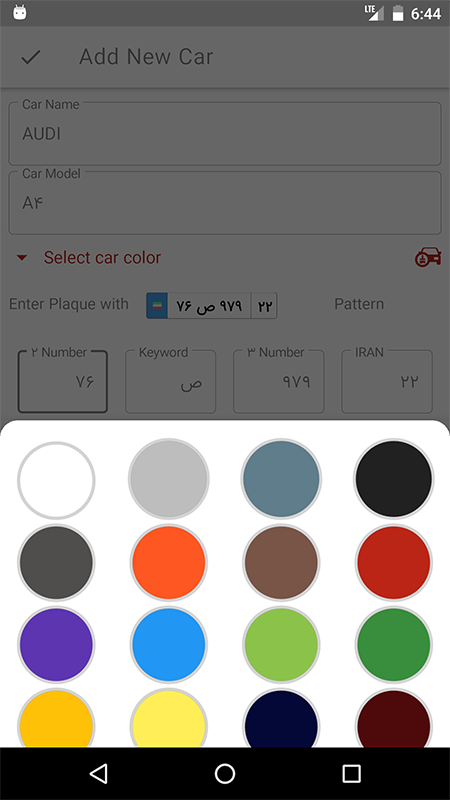 LTE 6:44
Add New Car
Car Name
AUDI
Car Model
A۴
Select car color
Enter Plaque with ۷۶ ص ۹۷۹ ۲۲ Pattern
۲ Number Keyword ۳ Number IRAN
۷۶ ص ۹۷۹ ۲۲